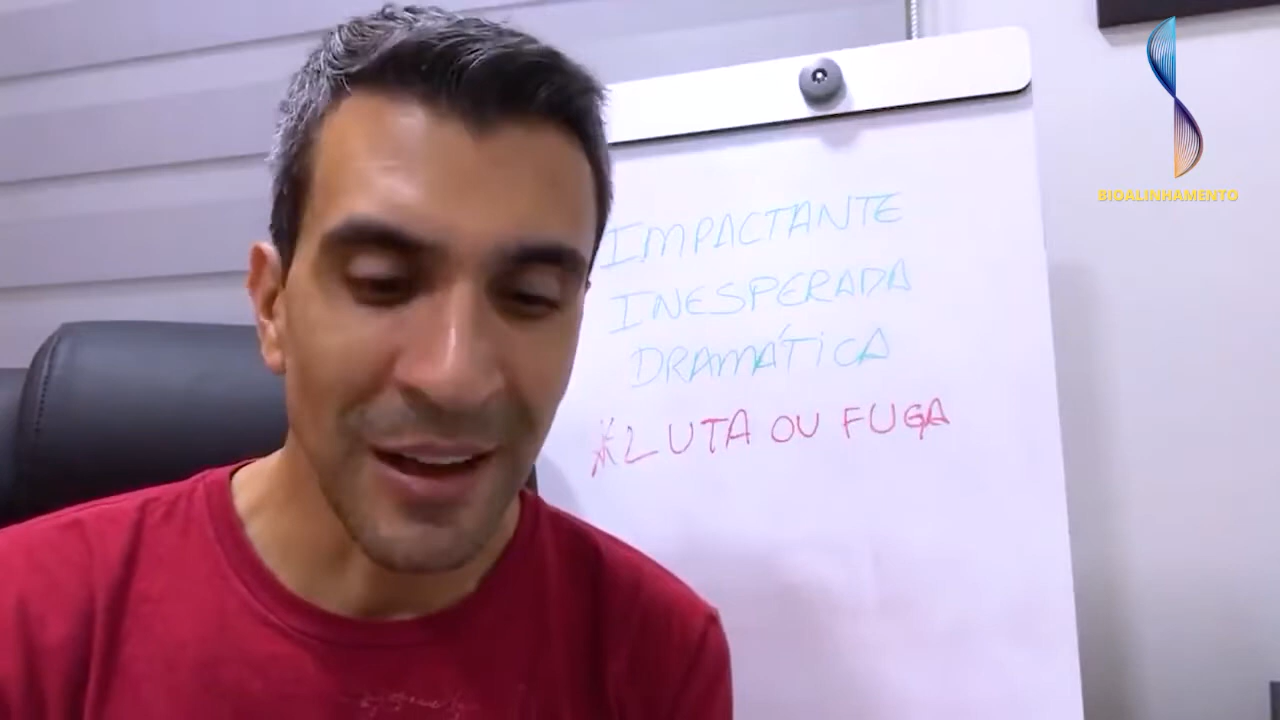 IMPACTANTE
INESPERADA
DRAMÁTICA
*LUTA OU FUGA
BIOALINHAMENTO